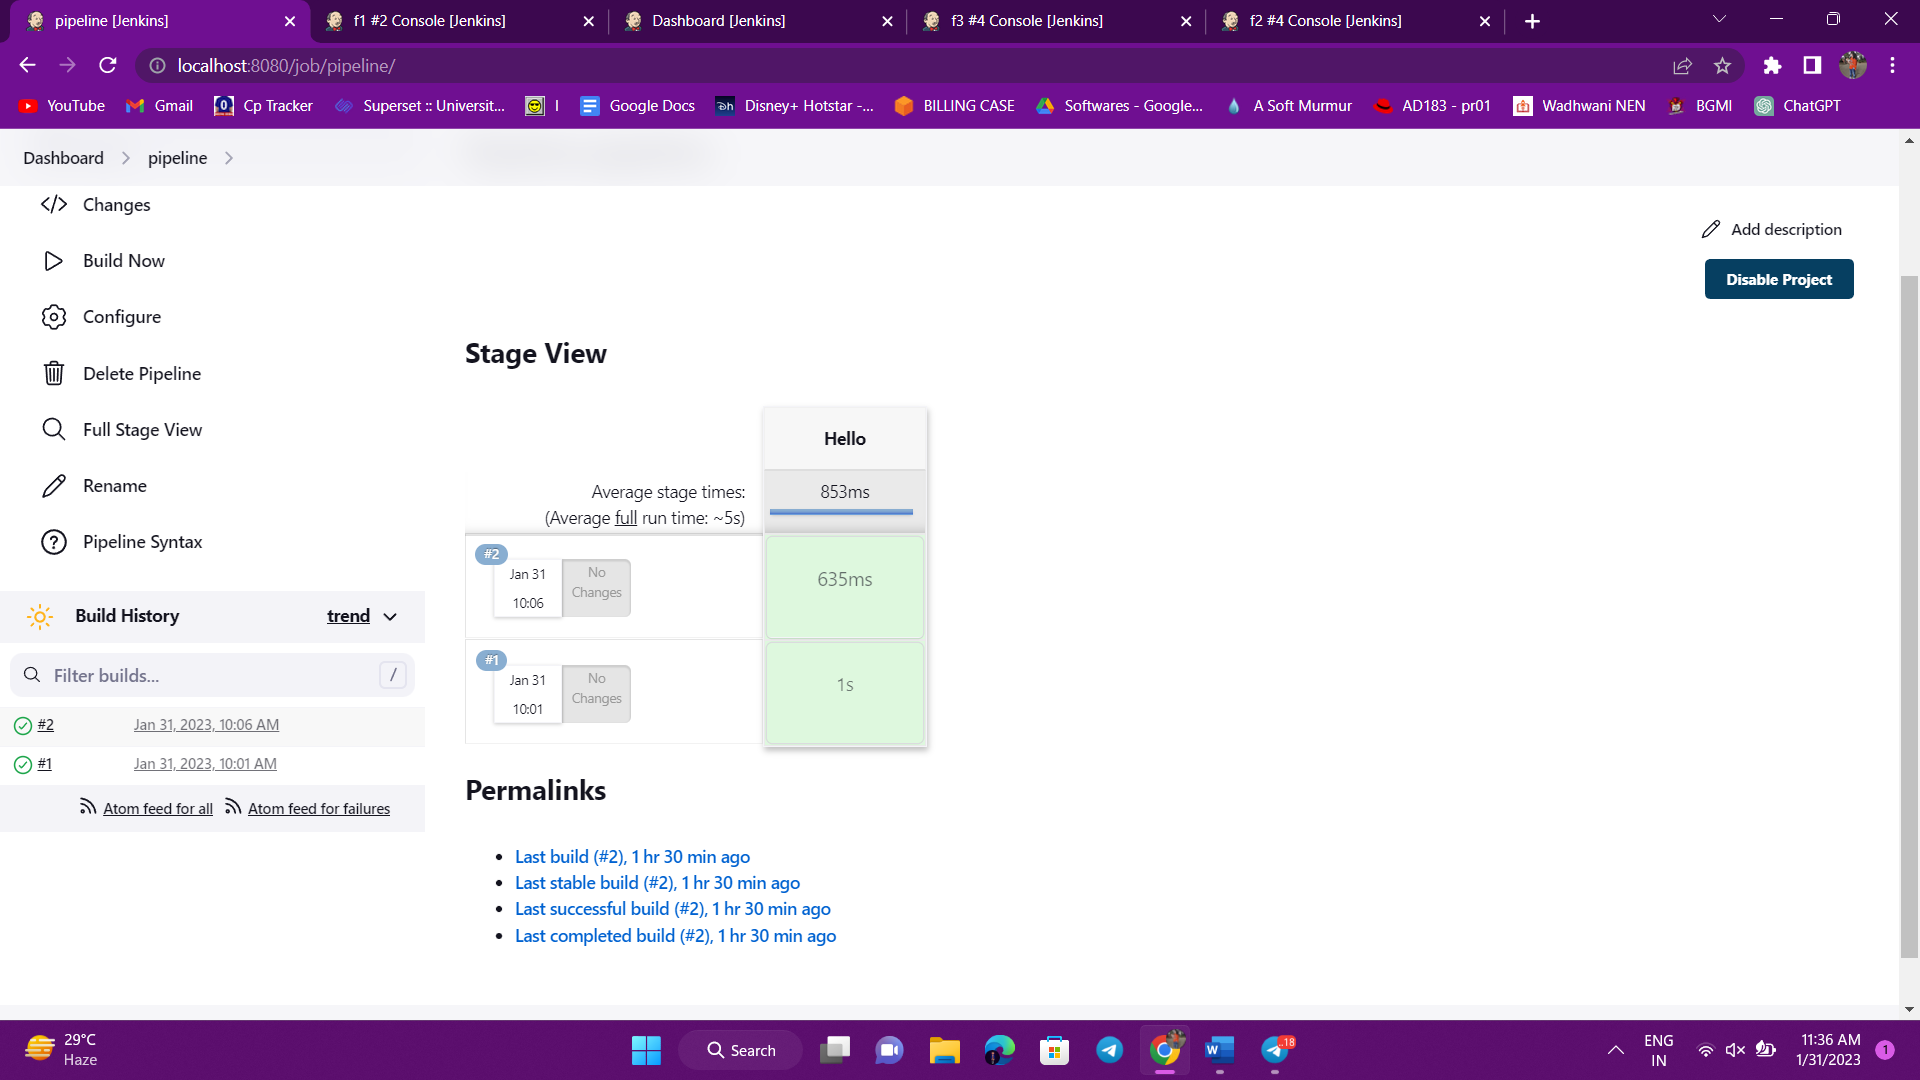 pipeline [Jenkins]
f1 #2 Console [Jenkins]
Dashboard [Jenkins]
f3 #4 Console [Jenkins]
f2 #4 Console [Jenkins]
localhost:8080/job/pipeline/
YouTube
Gmail
Cp Tracker
Superset :: Universit...
I
Google Docs
Disney+ Hotstar -...
BILLING CASE
Softwares - Google...
A Soft Murmur
AD183 - pr01
Wadhwani NEN
BGMI
ChatGPT
Dashboard
pipeline
Changes
Build Now
Configure
Delete Pipeline
Full Stage View
Rename
Pipeline Syntax
Build History
trend
Filter builds...
/
#2
Jan 31, 2023, 10:06 AM
#1
Jan 31, 2023, 10:01 AM
Atom feed for all
Atom feed for failures
Add description
Disable Project
Stage View
Hello
Average stage times:
(Average full run time: ~5s)
853ms
#2
Jan 31
10:06
No
Changes
635ms
#1
Jan 31
10:01
No
Changes
1s
Permalinks
Last build (#2), 1 hr 30 min ago
Last stable build (#2), 1 hr 30 min ago
Last successful build (#2), 1 hr 30 min ago
Last completed build (#2), 1 hr 30 min ago
29°C
Haze
Search
18
ENG
IN
11:36 AM
1/31/2023
1